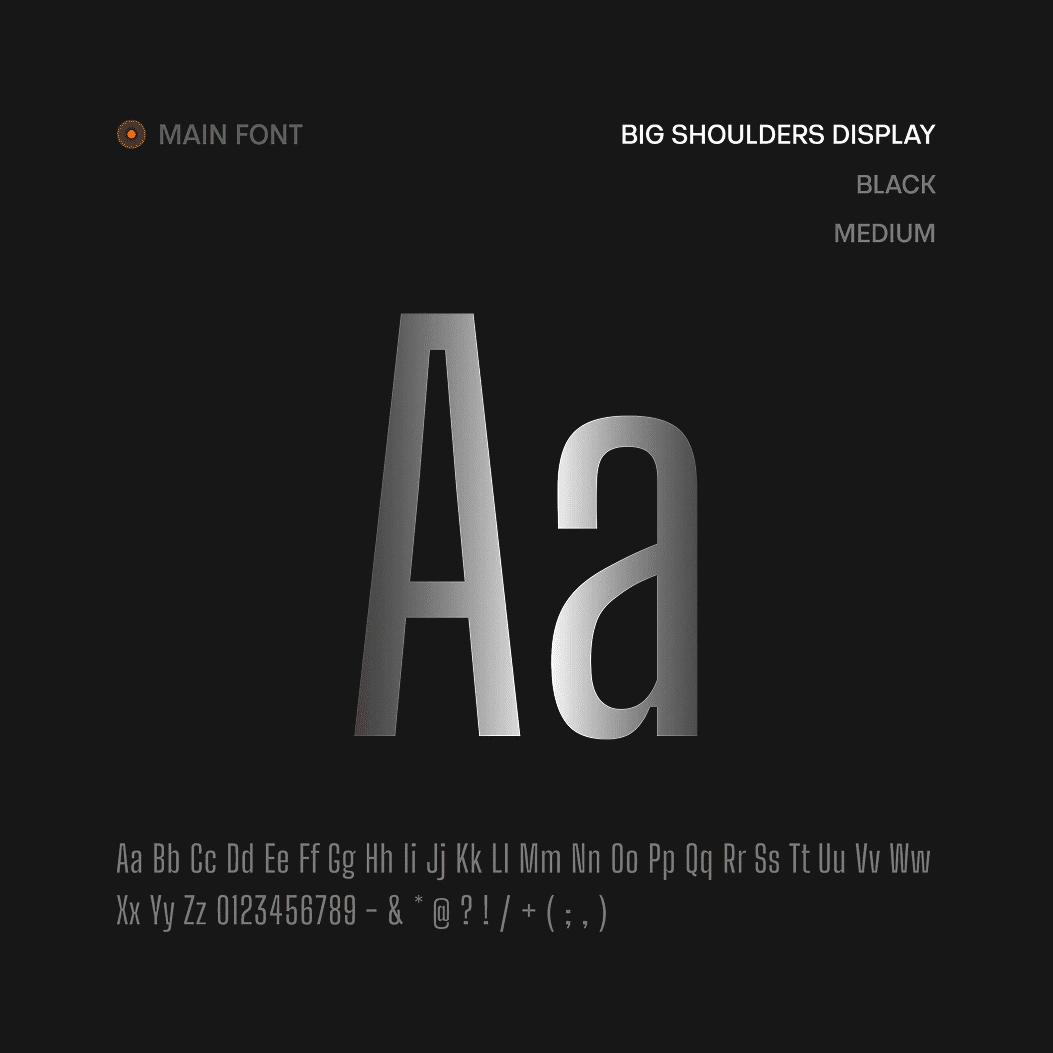 MAIN FONT
BIG SHOULDERS DISPLAY
BLACK
MEDIUM
Aa
Aa Bb Cc Dd Ee Ff Gg Hh Ii Jj Kk Ll Mm Nn Oo Pp Qq Rr Ss Tt Uu Vv Ww
Xx Yy Zz 0123456789 - & * @ ? ! / + ( ; , )